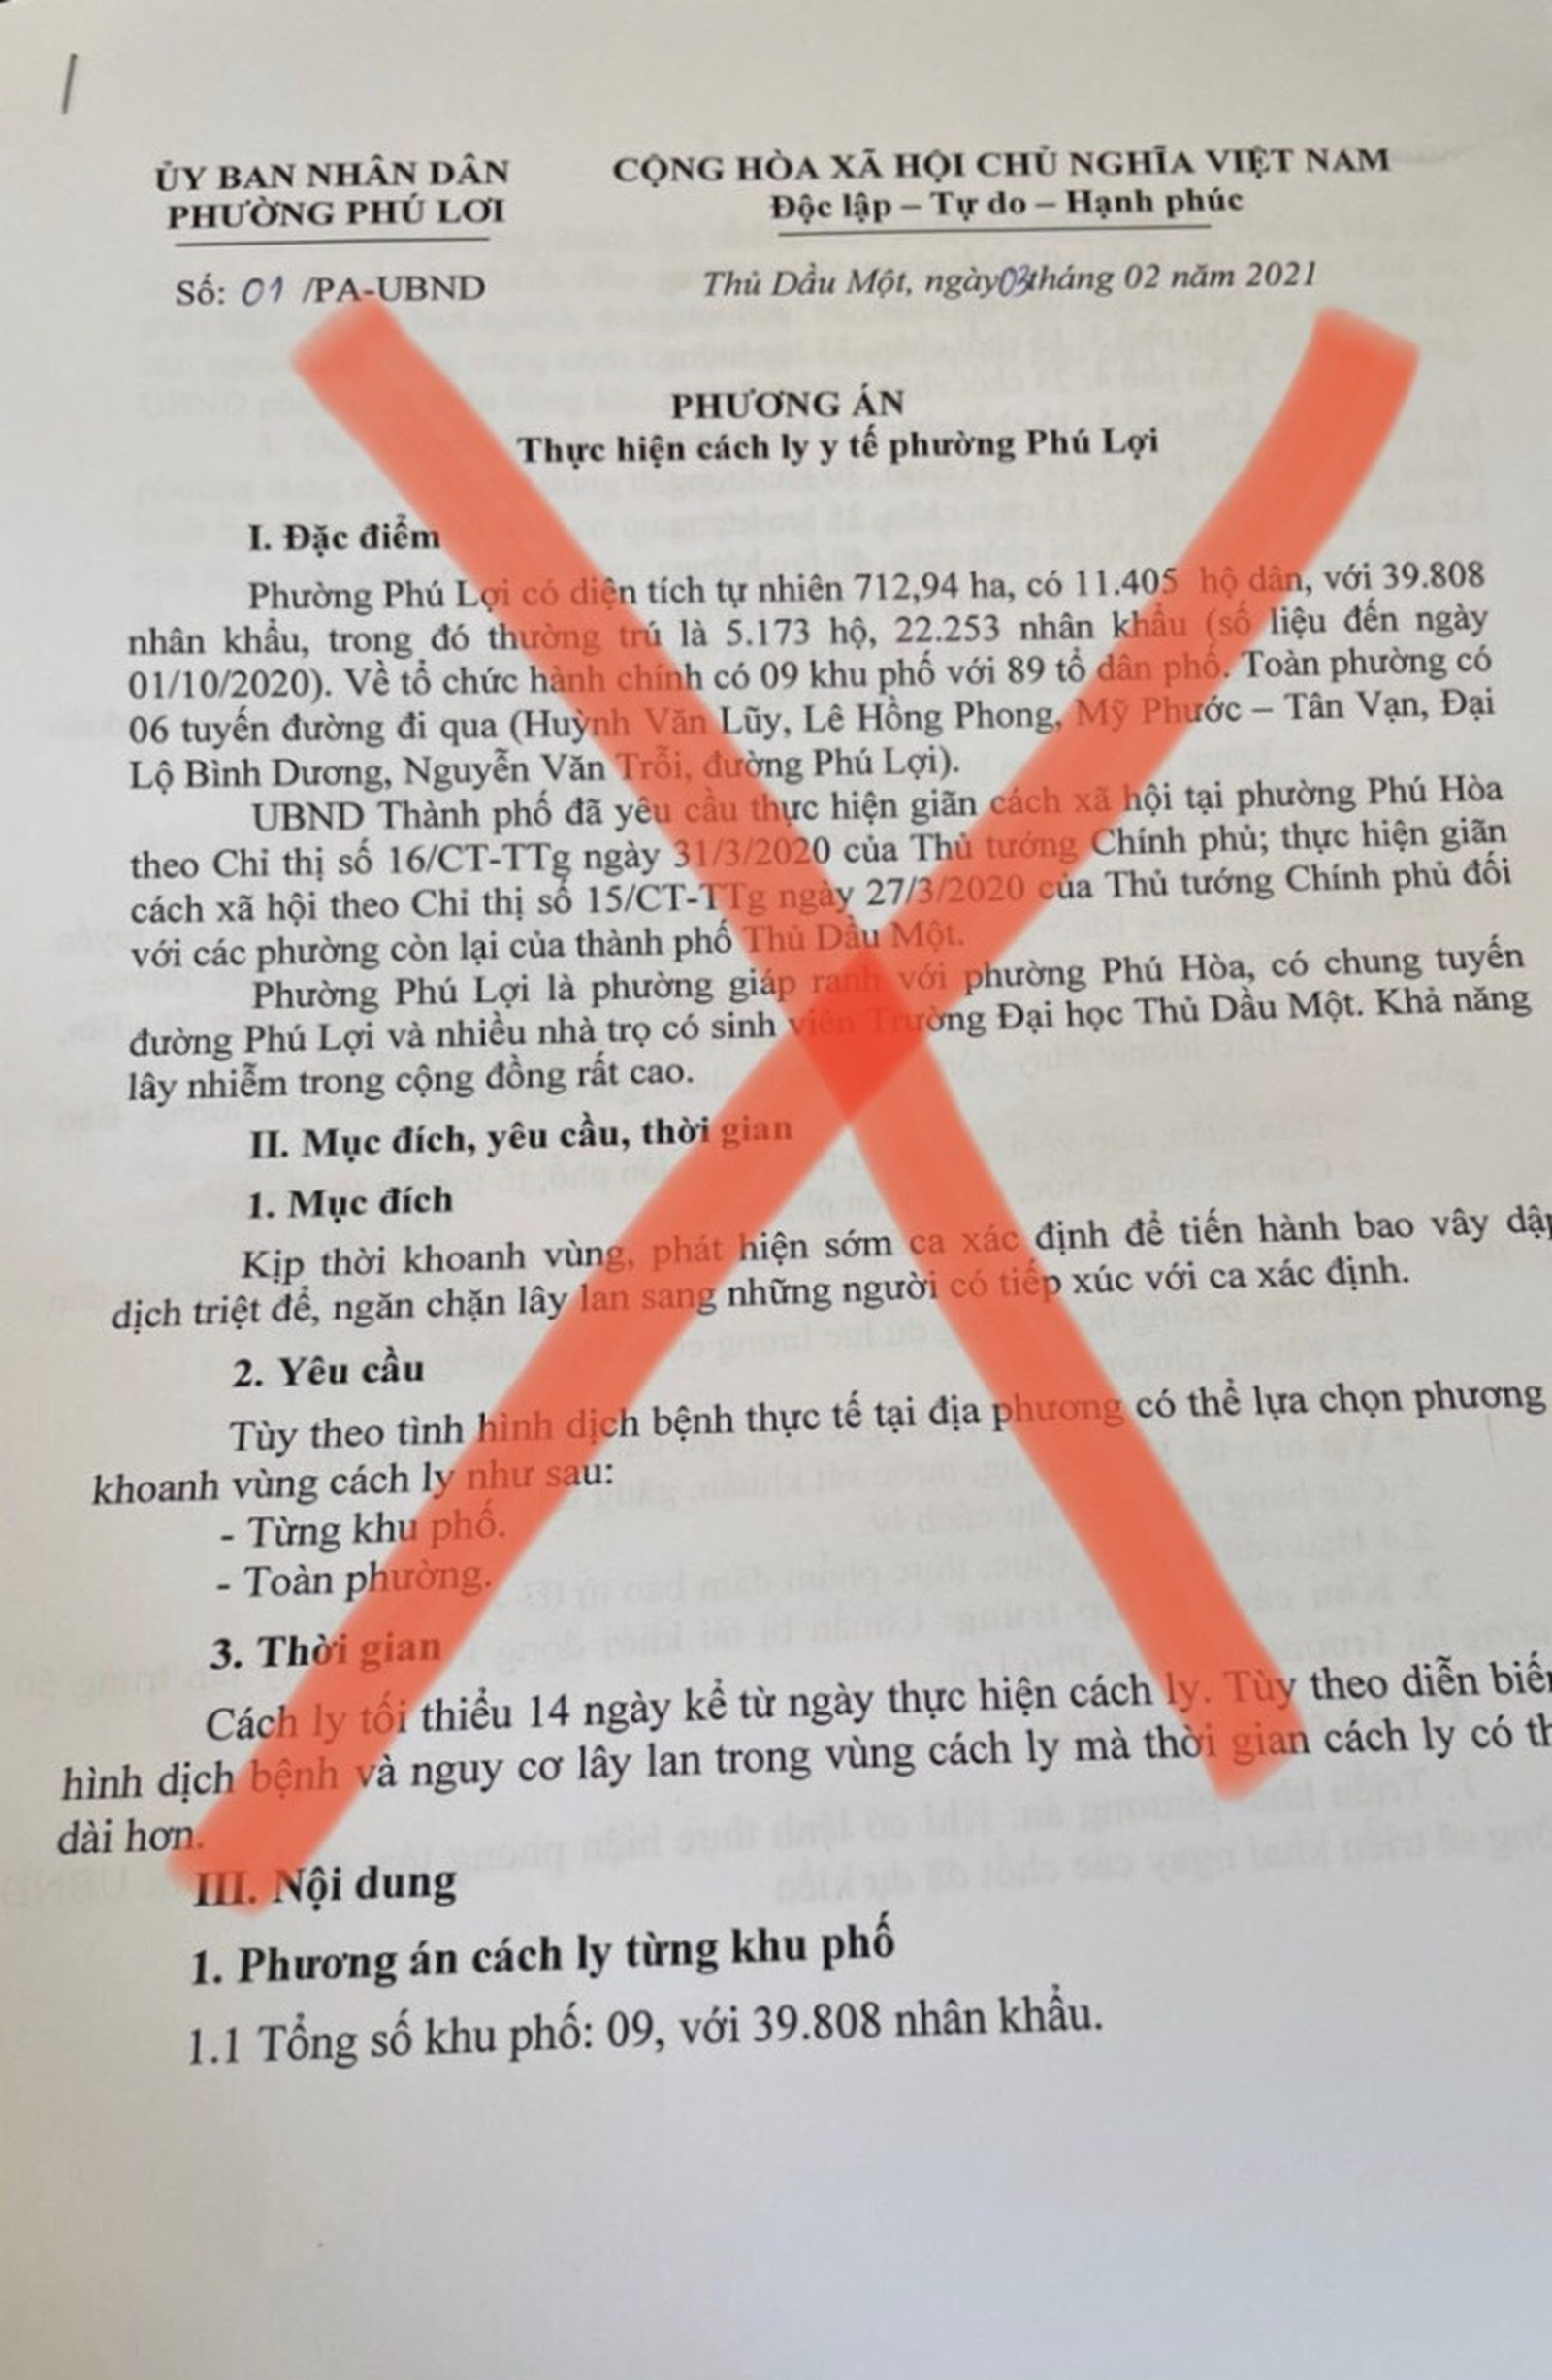 ỦY BAN NHÂN DÂN
PHƯỜNG PHÚ LỢI
CỘNG HÒA XÃ HỘI CHỦ NGHĨA VIỆT NAM
Độc lập – Tự do – Hạnh phúc
Số: 01 /PA-UBND
Thủ Dầu Một, ngày 03 tháng 02 năm 2021
PHƯƠNG ÁN
Thực hiện cách ly y tế phường Phú Lợi
I. Đặc điểm
Phường Phú Lợi có diện tích tự nhiên 712,94 ha, có 11.405 hộ dân, với 39.808
nhân khẩu, trong đó thường trú là 5.173 hộ, 22.253 nhân khẩu (số liệu đến ngày
01/10/2020). Về tổ chức hành chính có 09 khu phố với 89 tổ dân phố. Toàn phường có
06 tuyến đường đi qua (Huỳnh Văn Lũy, Lê Hồng Phong, Mỹ Phước – Tân Vạn, Đại
Lộ Bình Dương, Nguyễn Văn Trỗi, đường Phú Lợi).
UBND Thành phố đã yêu cầu thực hiện giãn cách xã hội tại phường Phú Hòa
theo Chỉ thị số 16/CT-TTg ngày 31/3/2020 của Thủ tướng Chính phủ; thực hiện giãn
cách xã hội theo Chỉ thị số 15/CT-TTg ngày 27/3/2020 của Thủ tướng Chính phủ đối
với các phường còn lại của thành phố Thủ Dầu Một.
Phường Phú Lợi là phường giáp ranh với phường Phú Hòa, có chung tuyến
đường Phú Lợi và nhiều nhà trọ có sinh viên Trường Đại học Thủ Dầu Một. Khả năng
lây nhiễm trong cộng đồng rất cao.
II. Mục đích, yêu cầu, thời gian
1. Mục đích
Kịp thời khoanh vùng, phát hiện sớm ca xác định để tiến hành bao vây dập
dịch triệt để, ngăn chặn lây lan sang những người có tiếp xúc với ca xác định.
2. Yêu cầu
Tùy theo tình hình dịch bệnh thực tế tại địa phương có thể lựa chọn phương
khoanh vùng cách ly như sau:
- Từng khu phố.
- Toàn phường.
3. Thời gian
Cách ly tối thiểu 14 ngày kể từ ngày thực hiện cách ly. Tùy theo diễn biến
hình dịch bệnh và nguy cơ lây lan trong vùng cách ly mà thời gian cách ly có th
dài hơn.
III. Nội dung
1. Phương án cách ly từng khu phố
1.1 Tổng số khu phố: 09, với 39.808 nhân khẩu.